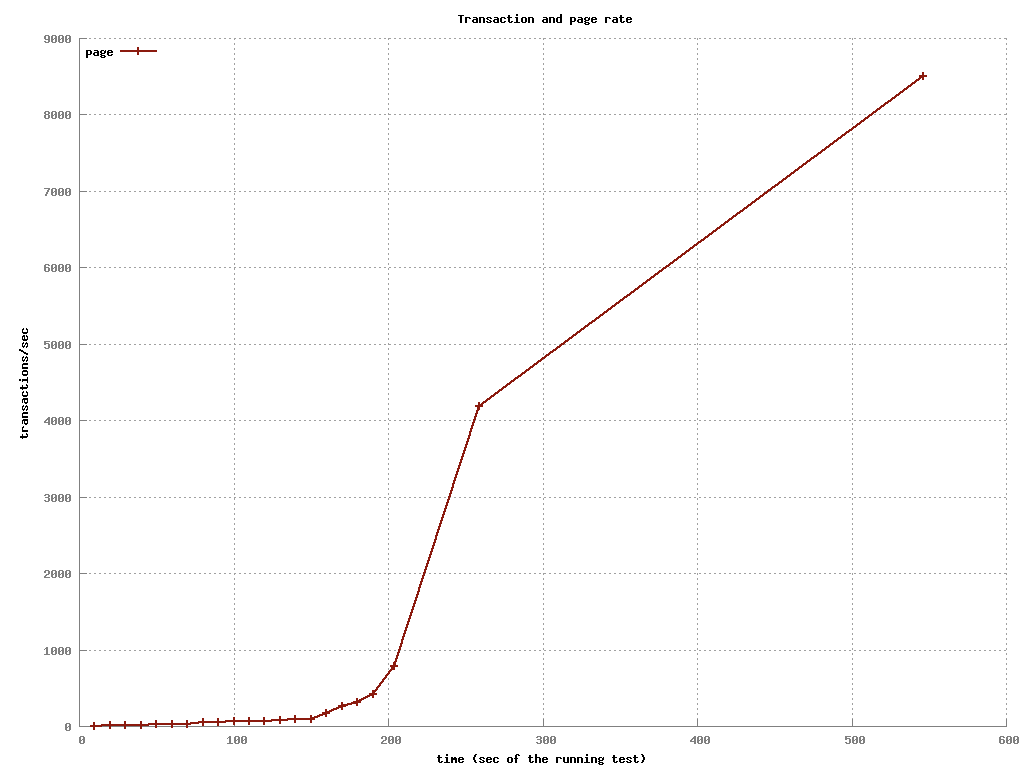 Transaction and page rate
page
9000
8000
7000
6000
5000
4000
3000
2000
1000
0
transactions/sec
0 100 200 300 400 500 600
time (sec of the running test)